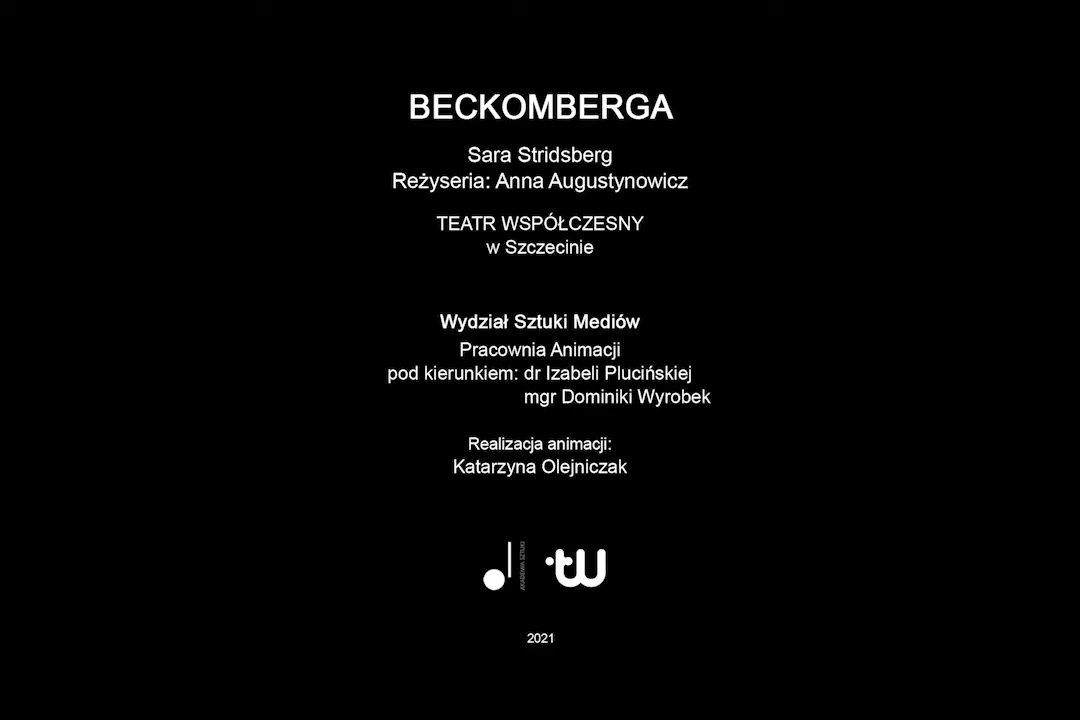 BECKOMBERGA
Sara Stridsberg
Reżyseria: Anna Augustynowicz
TEATR WSPÓŁCZESNY
w Szczecinie
Wydział Sztuki Mediów
Pracownia Animacji
pod kierunkiem: dr Izabeli Plucińskiej
mgr Dominiki Wyrobek
Realizacja animacji:
Katarzyna Olejniczak
AKADEMIA SZTUKI
tw
2021